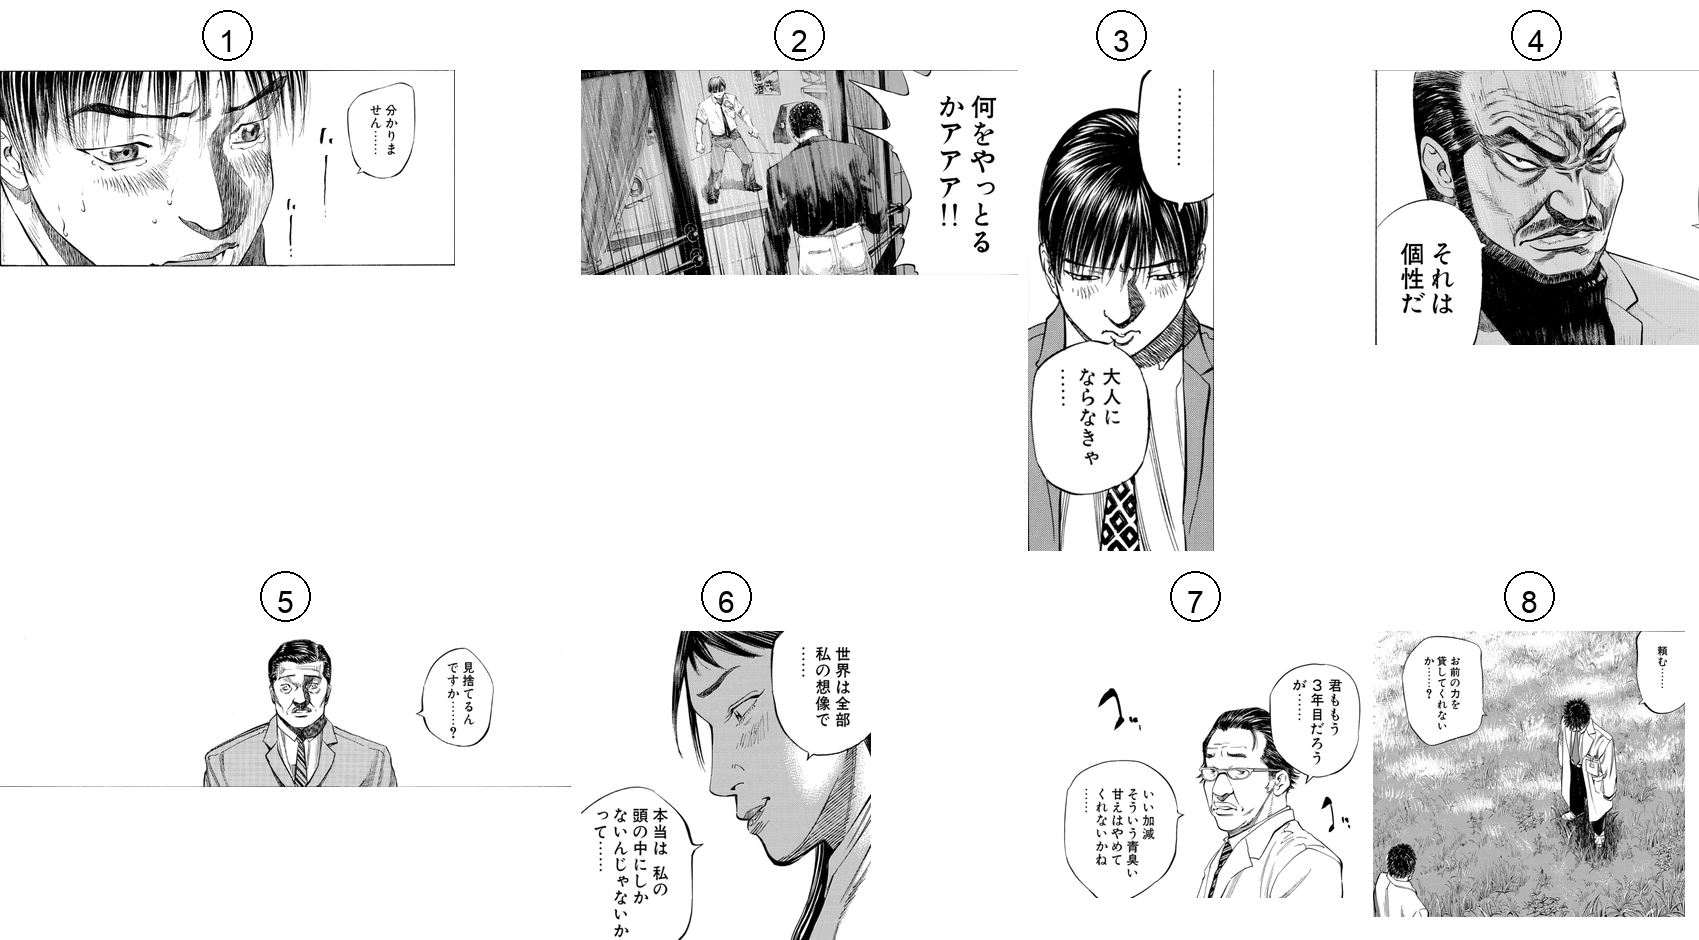 1
分かりま
せん……
2
何をやっとる
かアアア!!
3
…………
大人に
ならなきゃ
……
4
それは
個性だ
5
見捨てるん
ですか……?
6
世界は全部
私の想像で
……
本当は 私の
頭の中にしか
ないんじゃないか
って……
7
君ももう
3年目だろう
が……
いい加減
そういう青臭い
甘えはやめて
くれないかね
……
8
頼む……
お前の力を
貸してくれない
か……?